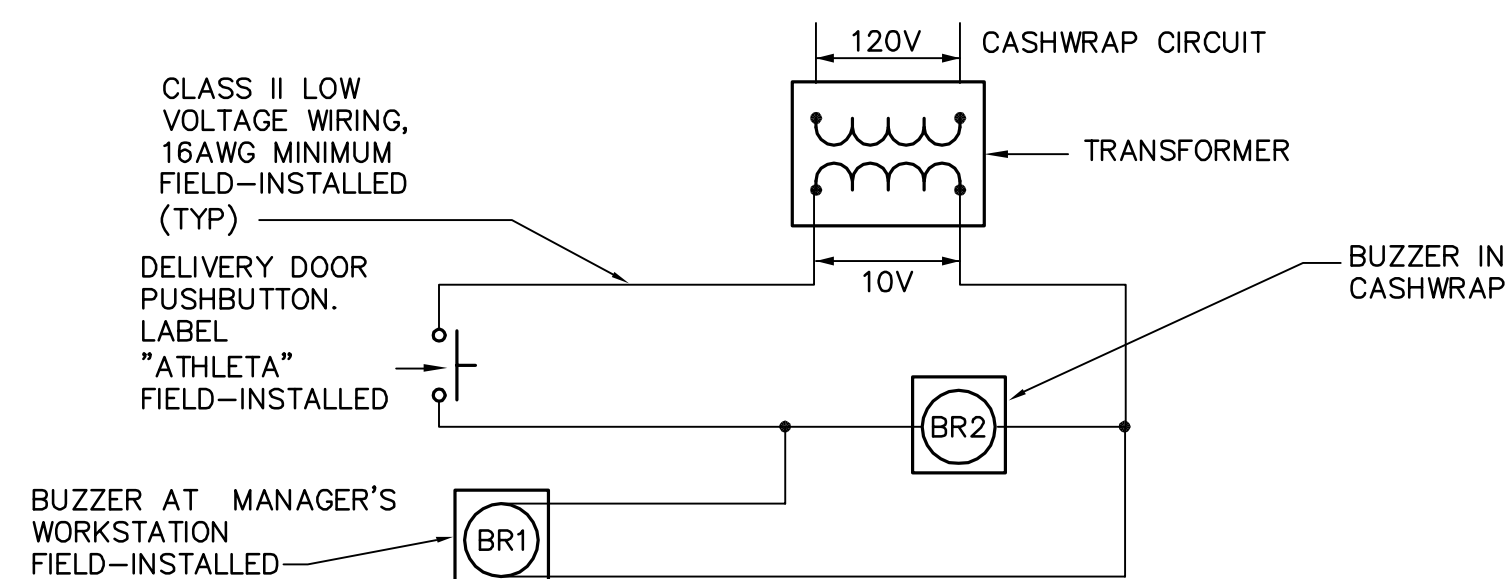 120V
CASHWRAP CIRCUIT
CLASS II LOW
VOLTAGE WIRING,
16AWG MINIMUM
FIELD-INSTALLED
(TYP)
TRANSFORMER
10V
BUZZER IN
CASHWRAP
DELIVERY DOOR
PUSHBUTTON.
LABEL
"ATHLETA"
FIELD-INSTALLED
BR2
BUZZER AT MANAGER'S
WORKSTATION
FIELD-INSTALLED
BR1